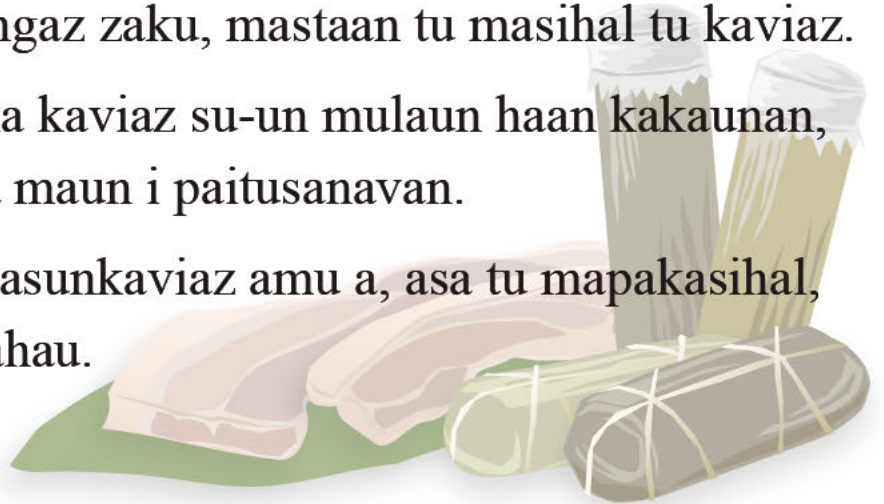 ngaz zaku, mastaan tu masihal tu kaviaz.
a kaviaz su-un mulaun haan kakaunan,
maun i paitusanavan.
asunkaviaz amu a, asa tu mapakasihal,
ahau.